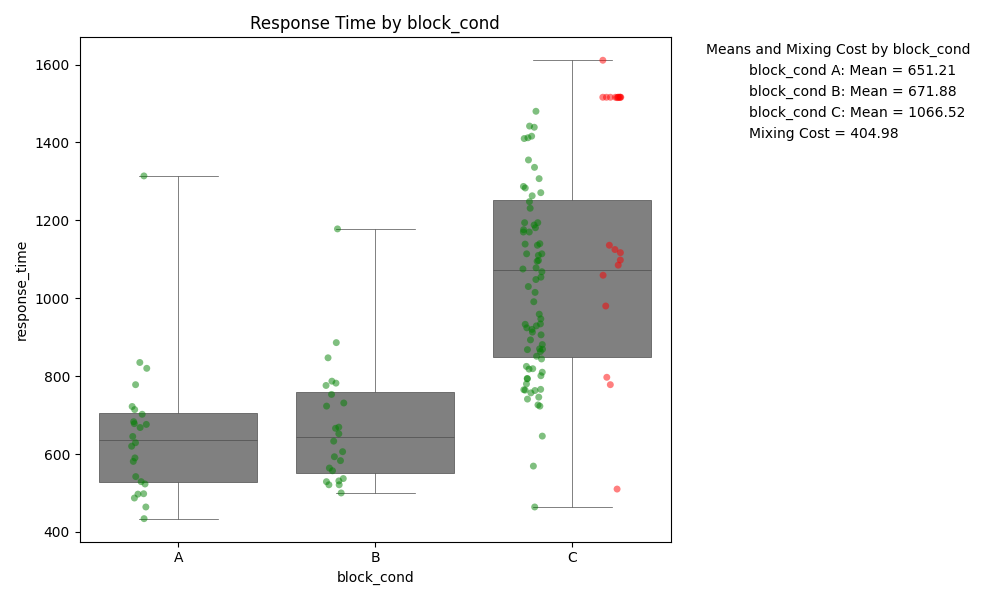 Response Time by block_cond
Means and Mixing Cost by block_cond
block_cond A: Mean = 651.21
block_cond B: Mean = 671.88
block_cond C: Mean = 1066.52
Mixing Cost = 404.98
response_time
1600
1400
1200
1000
800
600
400
A B C
block_cond